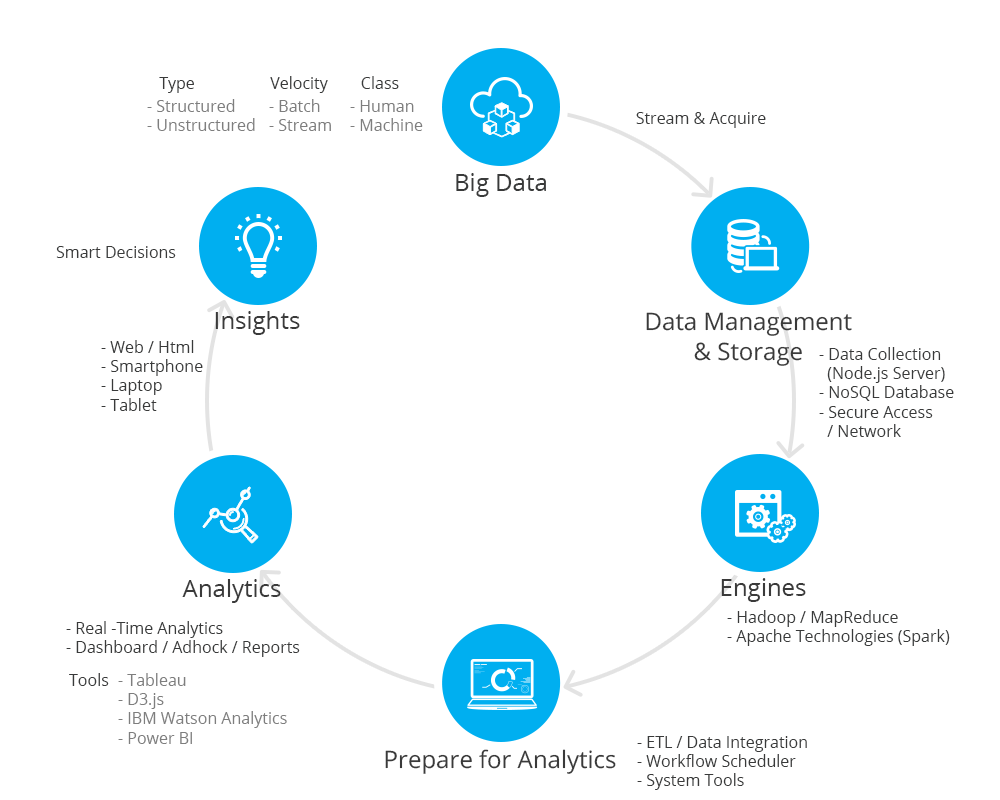 Type
- Structured
- Unstructured
Velocity
- Batch
- Stream
Class
- Human
- Machine
Big Data
Stream & Acquire
Data Management
& Storage
- Data Collection
(Node.js Server)
- NoSQL Database
- Secure Access
/ Network
Engines
- Hadoop / MapReduce
- Apache Technologies (Spark)
Prepare for Analytics
- ETL / Data Integration
- Workflow Scheduler
- System Tools
Analytics
- Real -Time Analytics
- Dashboard / Adhock / Reports
Tools
- Tableau
- D3.js
- IBM Watson Analytics
- Power BI
- Web / Html
- Smartphone
- Laptop
- Tablet
Insights
Smart Decisions